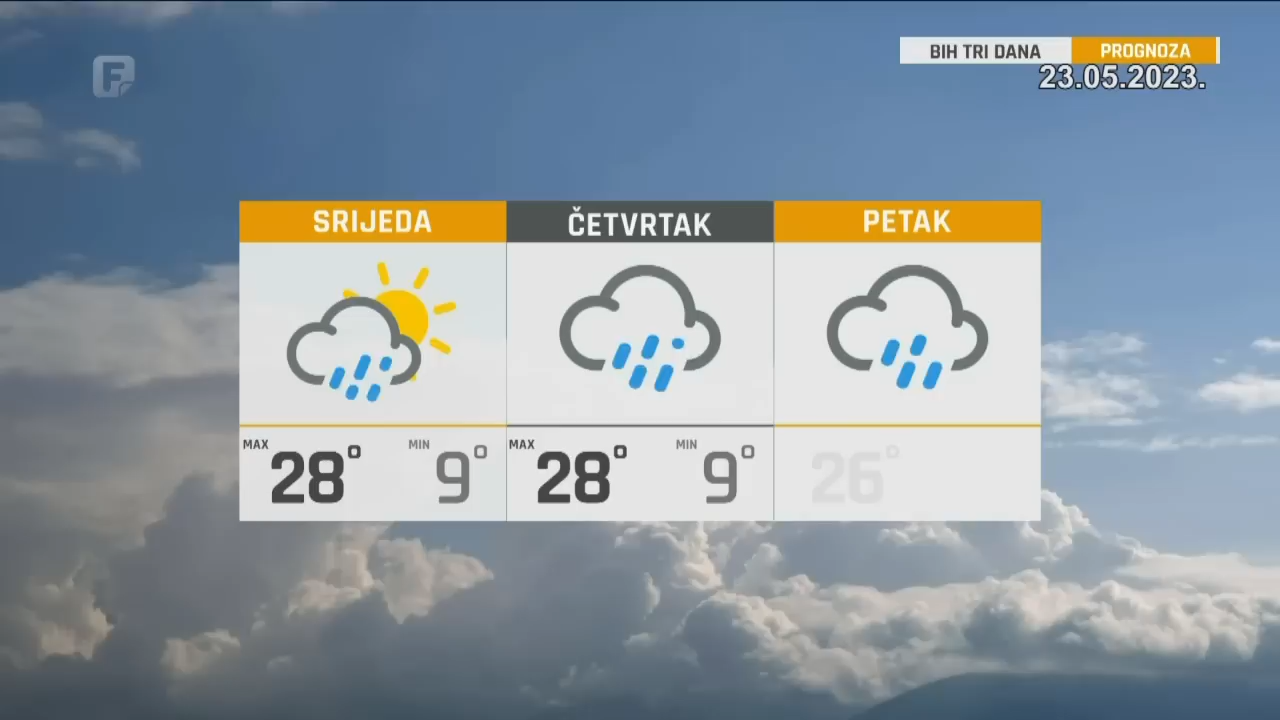 F
BIH TRI DANA PROGNOZA
23.05.2023.
SRIJEDA ČETVRTAK PETAK
MAX 28° MIN 9° MAX 28° MIN 9° 26°